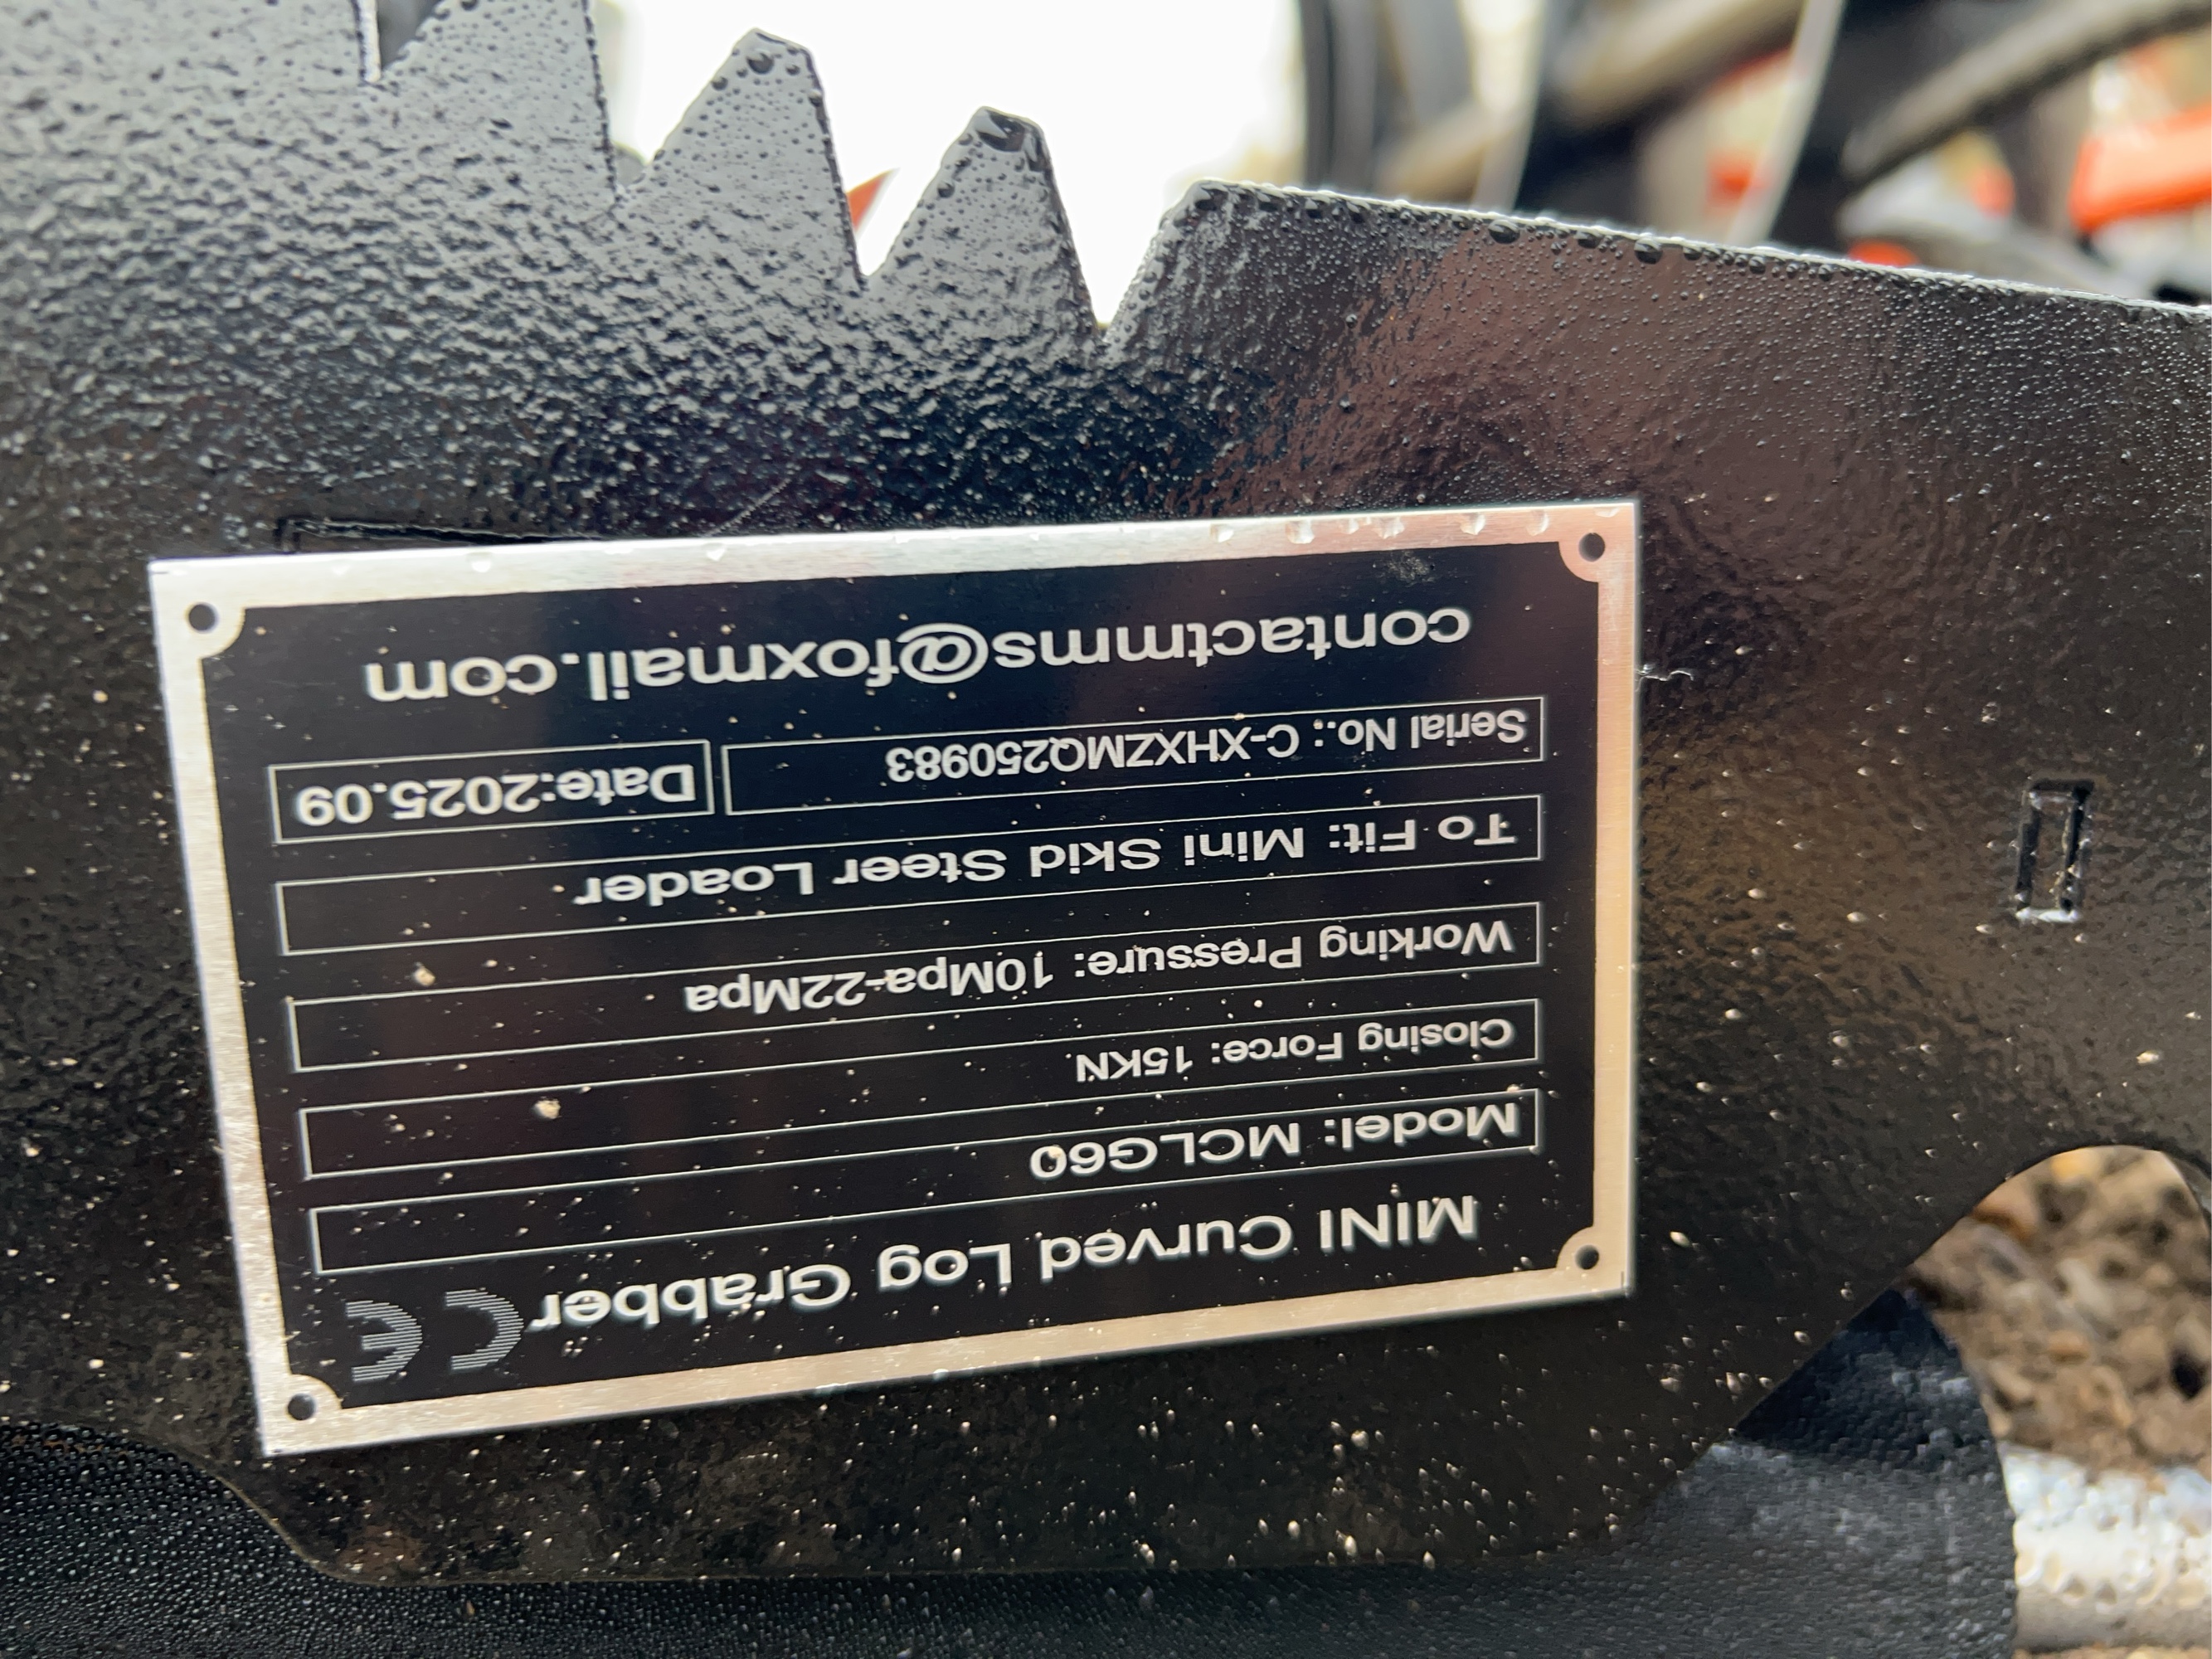 MINI Curved Log Grabber CE
Model: MCLG60
Closing Force: 15KN
Working Pressure: 10Mpa-22Mpa
To Fit: Mini Skid Steer Loader
Serial No.: C-XHXZMQ250983 Date:2025.09
contactmms@foxmail.com